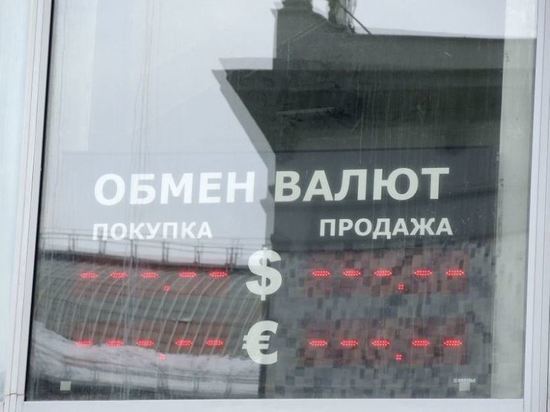 ОБМЕН ВАЛЮТ
ПОКУПКА ПРОДАЖА
----.- $ ----.-
----.- € ----.-